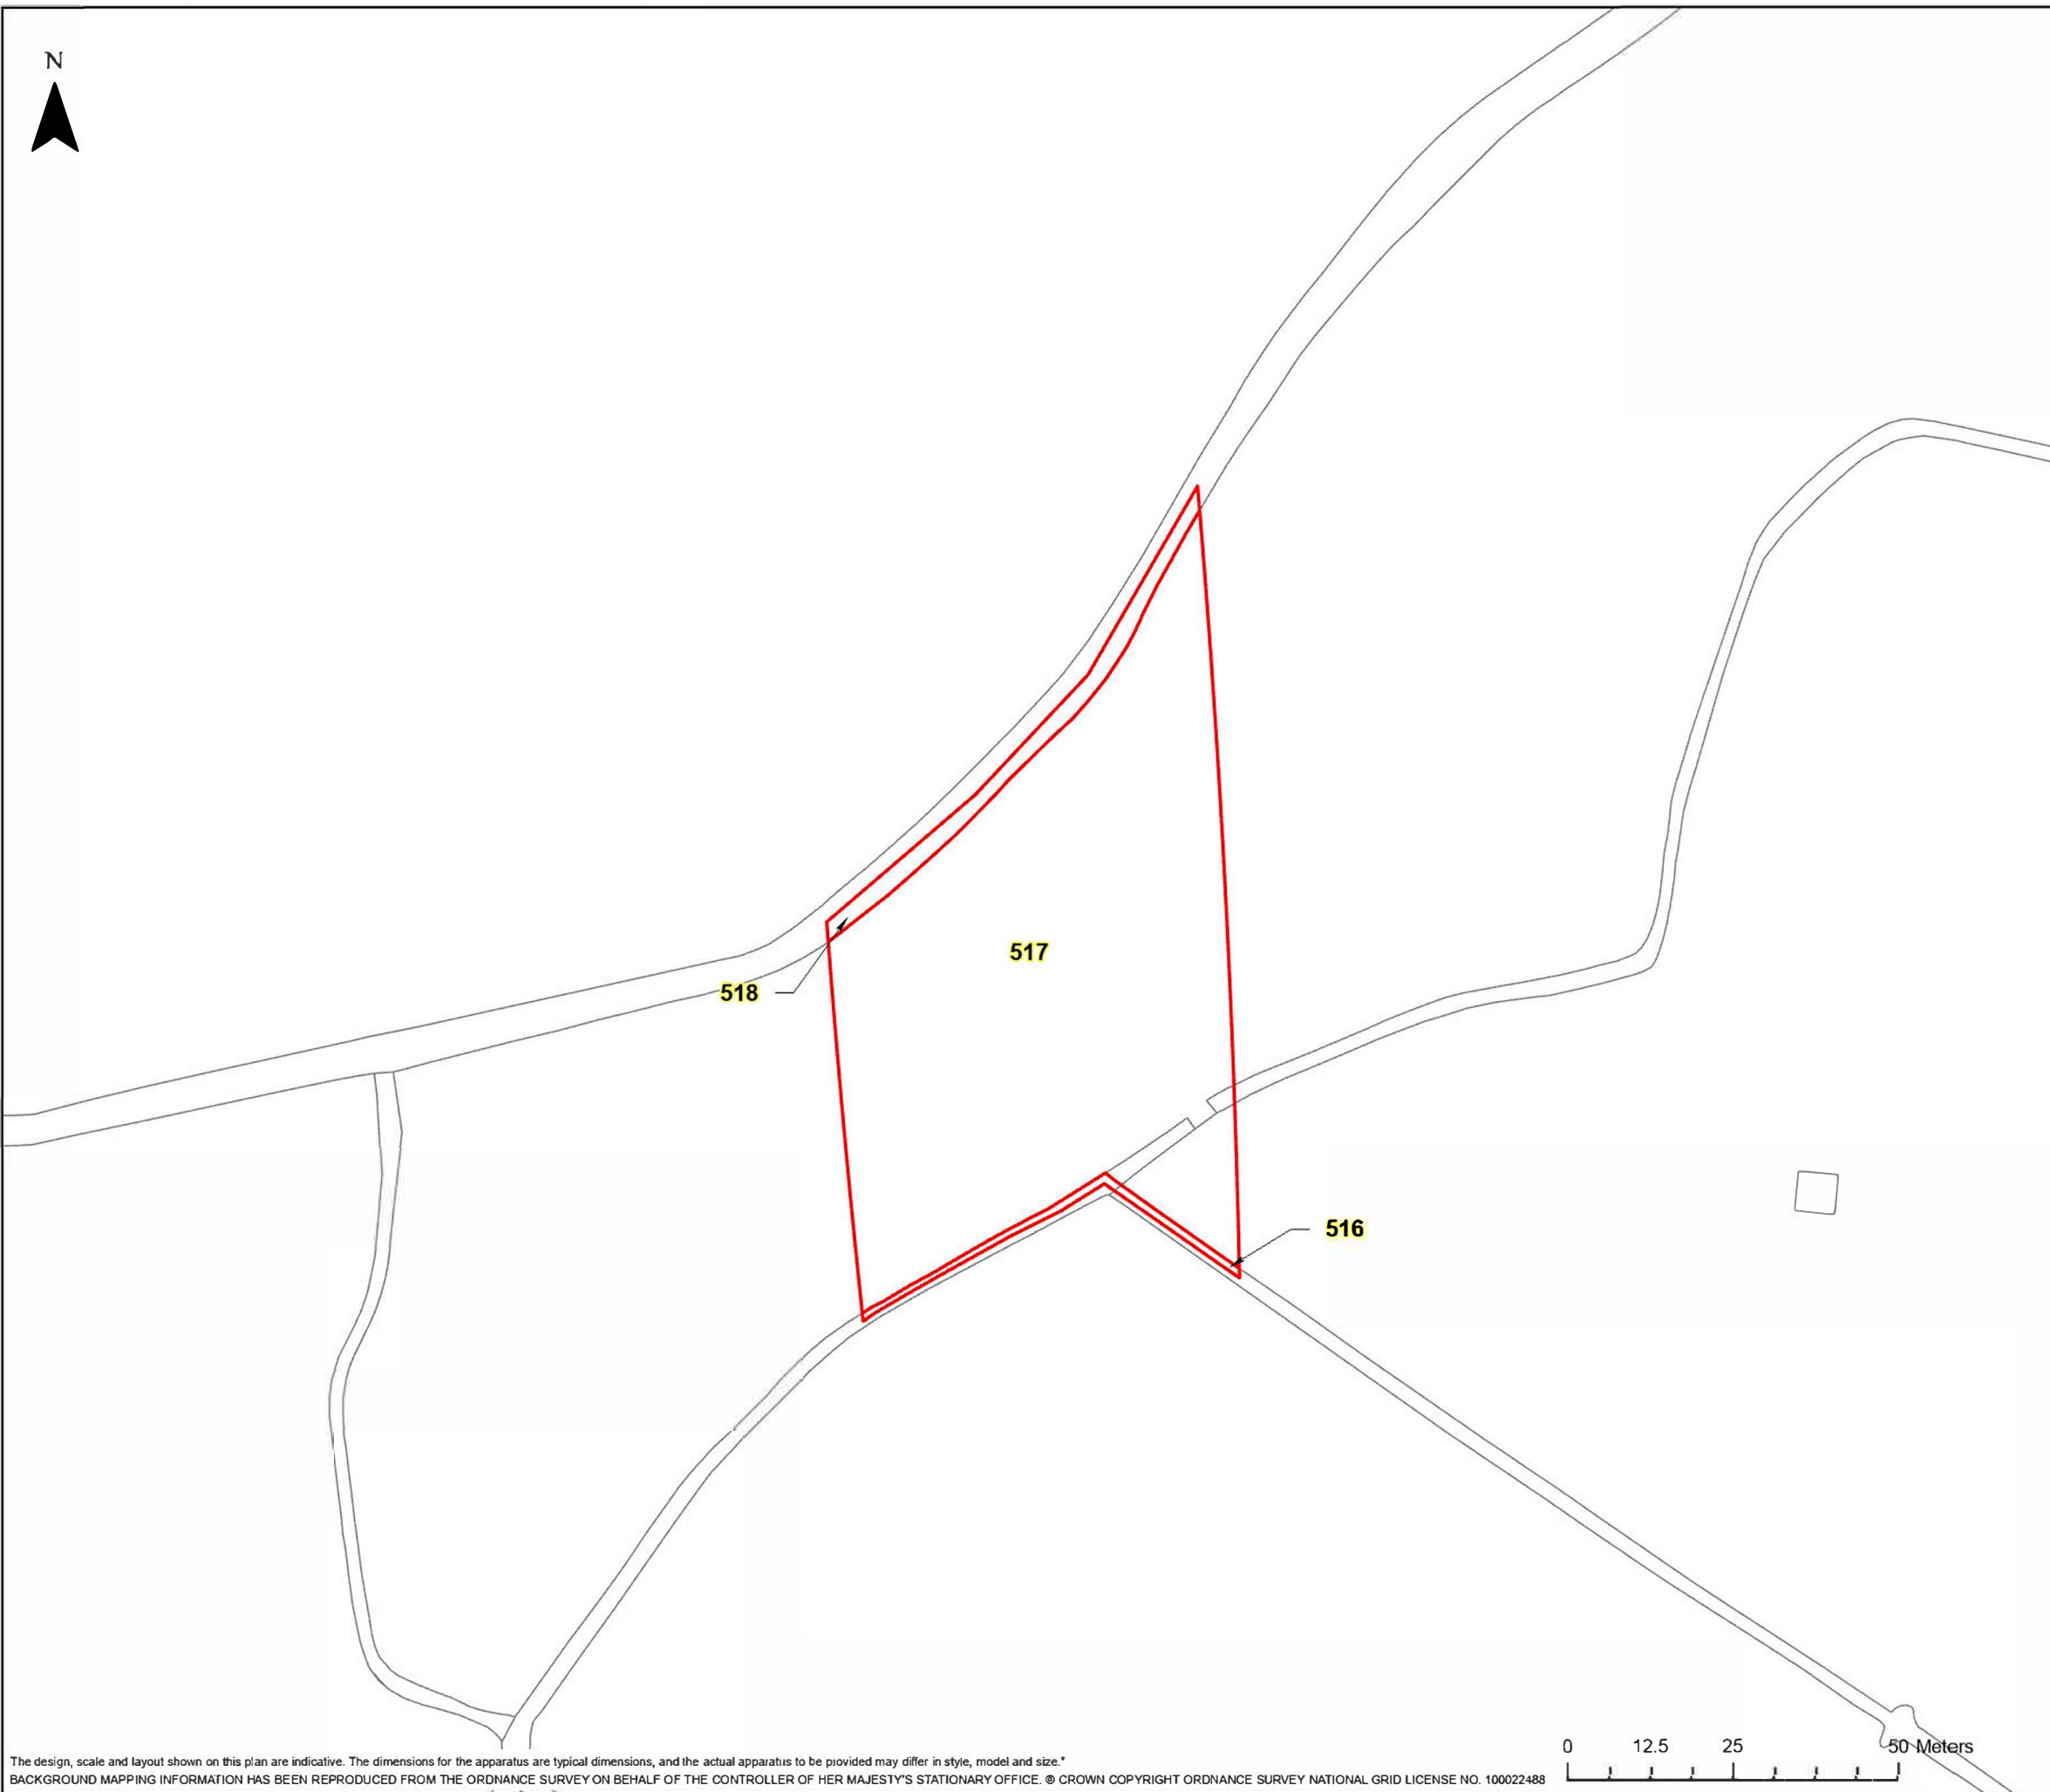 N
517
518
516
0 12.5 25 50 Meters
The design, scale and layout shown on this plan are indicative. The dimensions for the apparatus are typical dimensions, and the actual apparatus to be provided may differ in style, model and size."
BACKGROUND MAPPING INFORMATION HAS BEEN REPRODUCED FROM THE ORDNANCE SURVEY ON BEHALF OF THE CONTROLLER OF HER MAJESTY'S STATIONARY OFFICE. © CROWN COPYRIGHT ORDNANCE SURVEY NATIONAL GRID LICENSE NO. 100022488